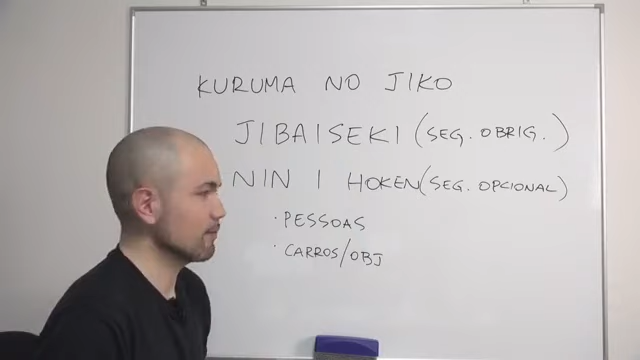 KURUMA NO JIKO
JIBAISEKI (SEG. OBRIG.)
NIN I HOKEN (SEG. OPCIONAL)
· PESSOAS
· CARROS/OBJ